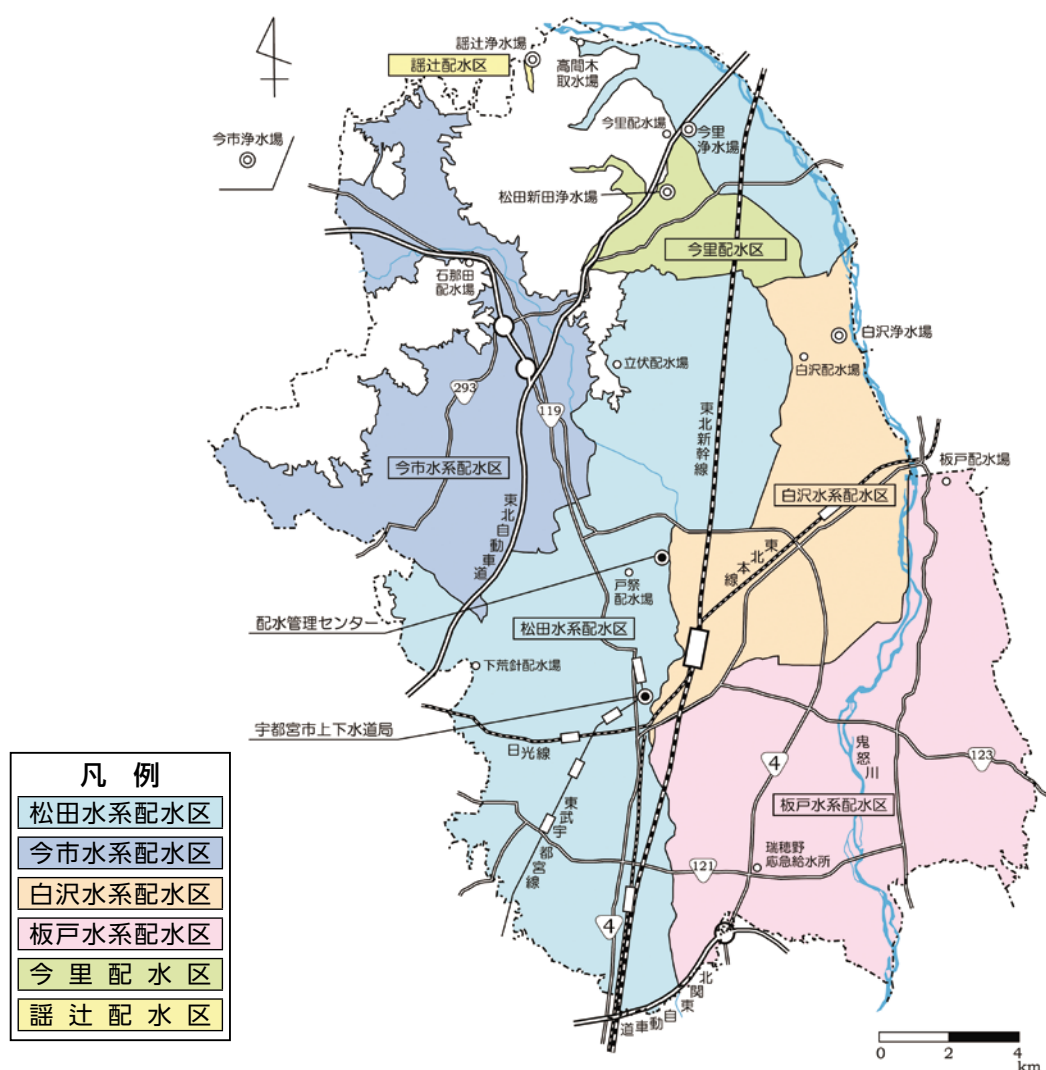 謡辻浄水場
謡辻配水区
高間木
取水場
今市浄水場
今里配水場
今里
浄水場
松田新田浄水場
今里配水区
石那田
配水場
白沢浄水場
立伏配水場
白沢配水場
293
119
東北新幹線
今市水系配水区
板戸配水場
白沢水系配水区
東北自動車道
東北本線
戸祭
配水場
配水管理センター
松田水系配水区
下荒針配水場
宇都宮市上下水道局
日光線
4
鬼怒川
123
東武宇都宮線
板戸水系配水区
瑞穂野
応急給水所
121
4
北関東自動車道
凡例
松田水系配水区
今市水系配水区
白沢水系配水区
板戸水系配水区
今里配水区
謡辻配水区
0 2 4
km